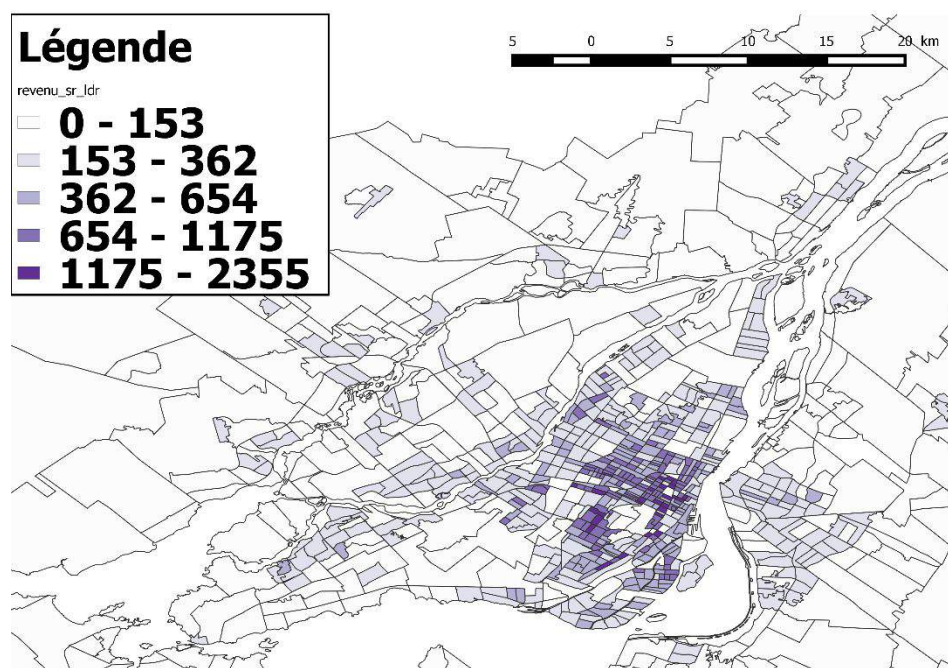 Légende
revenu_sr_ldr
0 - 153
153 - 362
362 - 654
654 - 1175
1175 - 2355
5 0 5 10 15 20 km